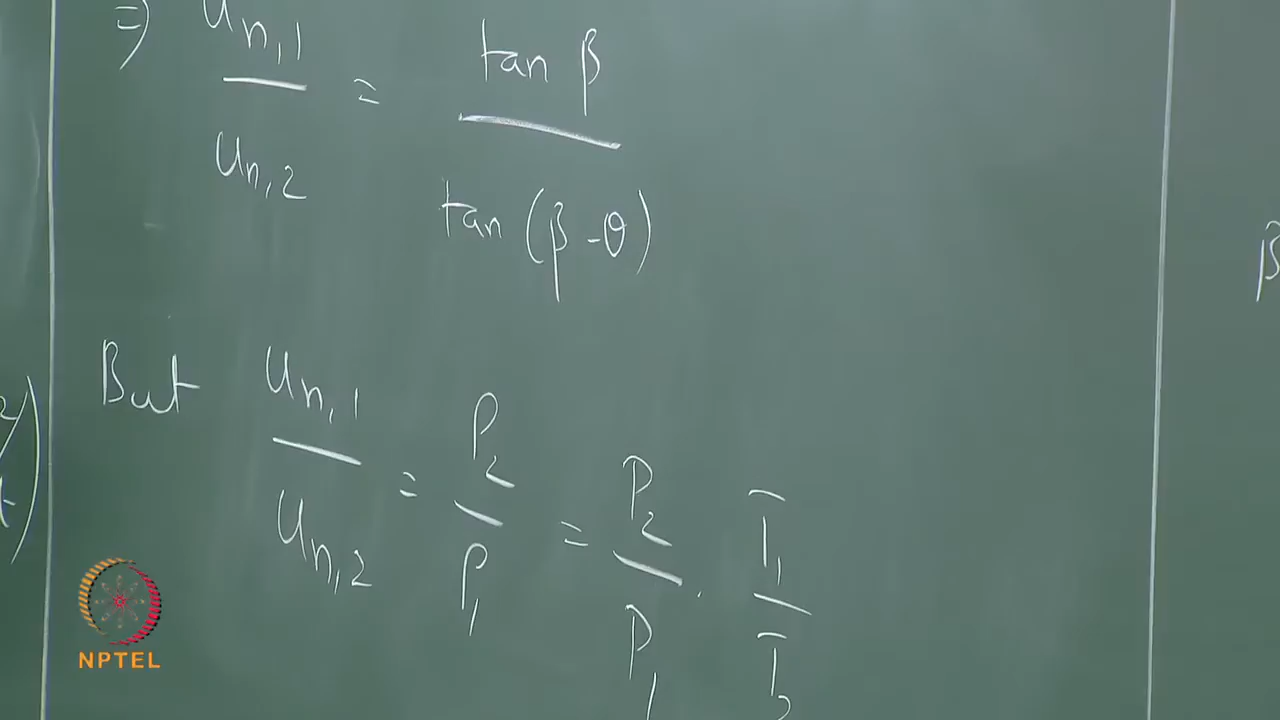 ⇒ u_{n,1} / u_{n,2} = tan β / tan (β - θ)
But u_{n,1} / u_{n,2} = ρ_2 / ρ_1 = P_2 / P_1 . T_1 / T_2
β
NPTEL